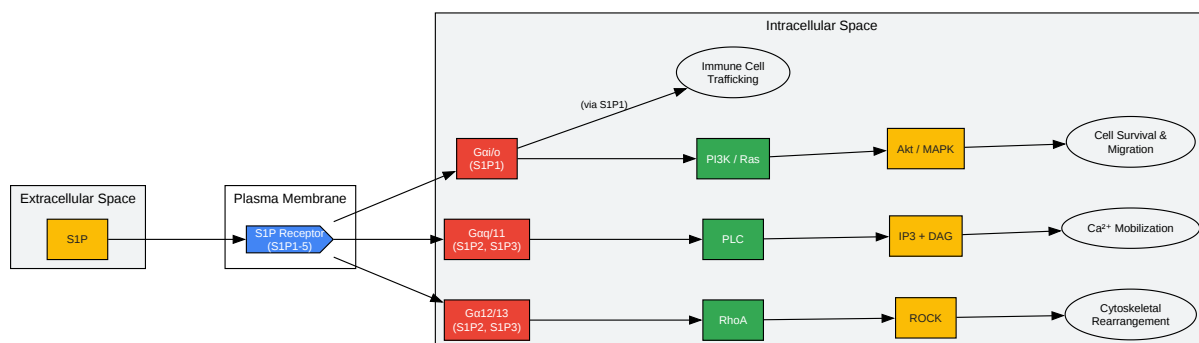 Intracellular Space
Immune Cell
Trafficking
(via S1P1)
Gαi/o
(S1P1)
PI3K / Ras
Akt / MAPK
Cell Survival &
Migration
Extracellular Space
S1P
Plasma Membrane
S1P Receptor
(S1P1-5)
Gαq/11
(S1P2, S1P3)
PLC
IP3 + DAG
Ca²⁺ Mobilization
Gα12/13
(S1P2, S1P3)
RhoA
ROCK
Cytoskeletal
Rearrangement